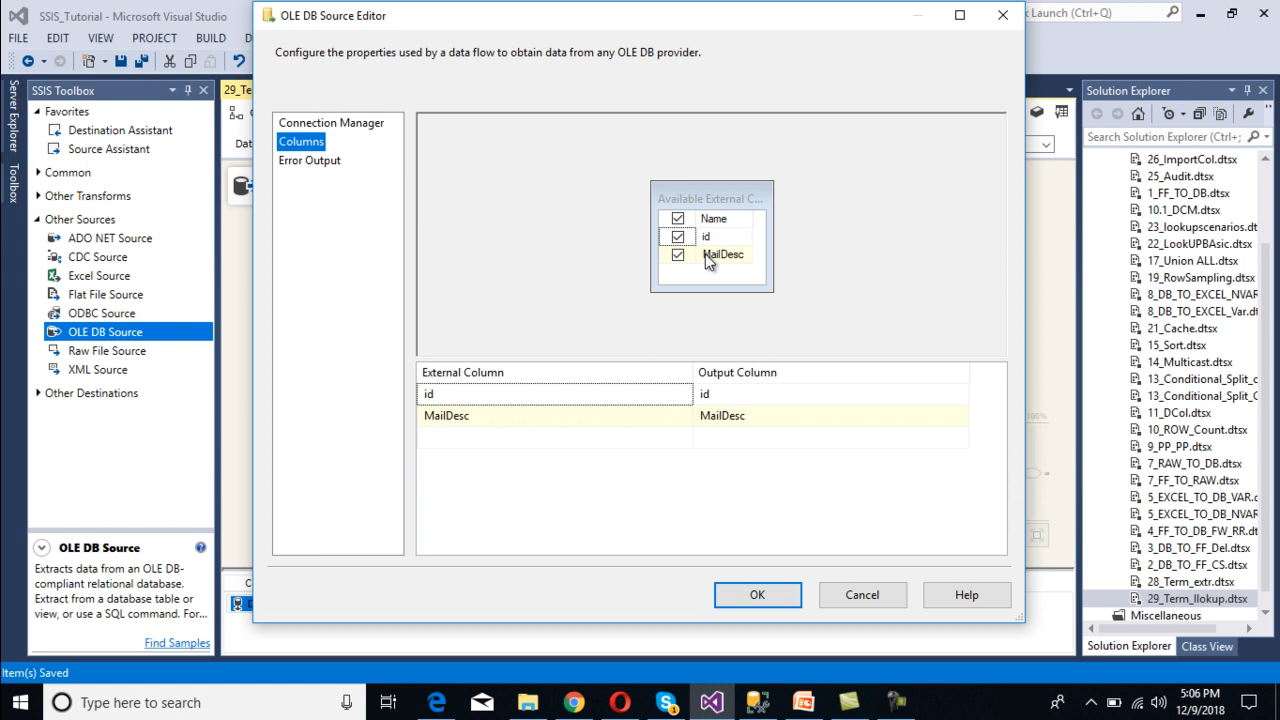 SSIS_Tutorial - Microsoft Visual Studio
OLE DB Source Editor
k Launch (Ctrl+Q)
FILE EDIT VIEW PROJECT BUILD
Configure the properties used by a data flow to obtain data from any OLE DB provider.
Server Explorer
Toolbox
SSIS Toolbox
Favorites
Destination Assistant
Source Assistant
Common
Other Transforms
Other Sources
ADO NET Source
CDC Source
Excel Source
Flat File Source
ODBC Source
OLE DB Source
Raw File Source
XML Source
Other Destinations
OLE DB Source
Extracts data from an OLE DB-
compliant relational database.
Extract from a database table or
view, or use a SQL command. For...
Find Samples
29_Te
Dat
Connection Manager
Columns
Error Output
Available External C...
Name
id
MailDesc
External Column Output Column
id id
MailDesc MailDesc
OK Cancel Help
100%
Solution Explorer
Search Solution Explorer (Ctrl+;
26_ImportCol.dtsx
25_Audit.dtsx
1_FF_TO_DB.dtsx
10.1_DCM.dtsx
23_lookupscenarios.dt
22_LookUPBAsic.dtsx
17_Union ALL.dtsx
19_RowSampling.dtsx
8_DB_TO_EXCEL_NVAR
8_DB_TO_EXCEL_Var.dt
21_Cache.dtsx
15_Sort.dtsx
14_Multicast.dtsx
13_Conditional_Split_c
13_Conditional_Split_C
11_DCol.dtsx
10_ROW_Count.dtsx
9_PP_PP.dtsx
7_RAW_TO_DB.dtsx
7_FF_TO_RAW.dtsx
5_EXCEL_TO_DB_VAR.d
5_EXCEL_TO_DB_NVAR
4_FF_TO_DB_FW_RR.dt
3_DB_TO_FF_Del.dtsx
2_DB_TO_FF_CS.dtsx
28_Term_extr.dtsx
29_Term_llokup.dtsx
Miscellaneous
Solution Explorer Class View
Item(s) Saved
Type here to search
5:06 PM
12/9/2018